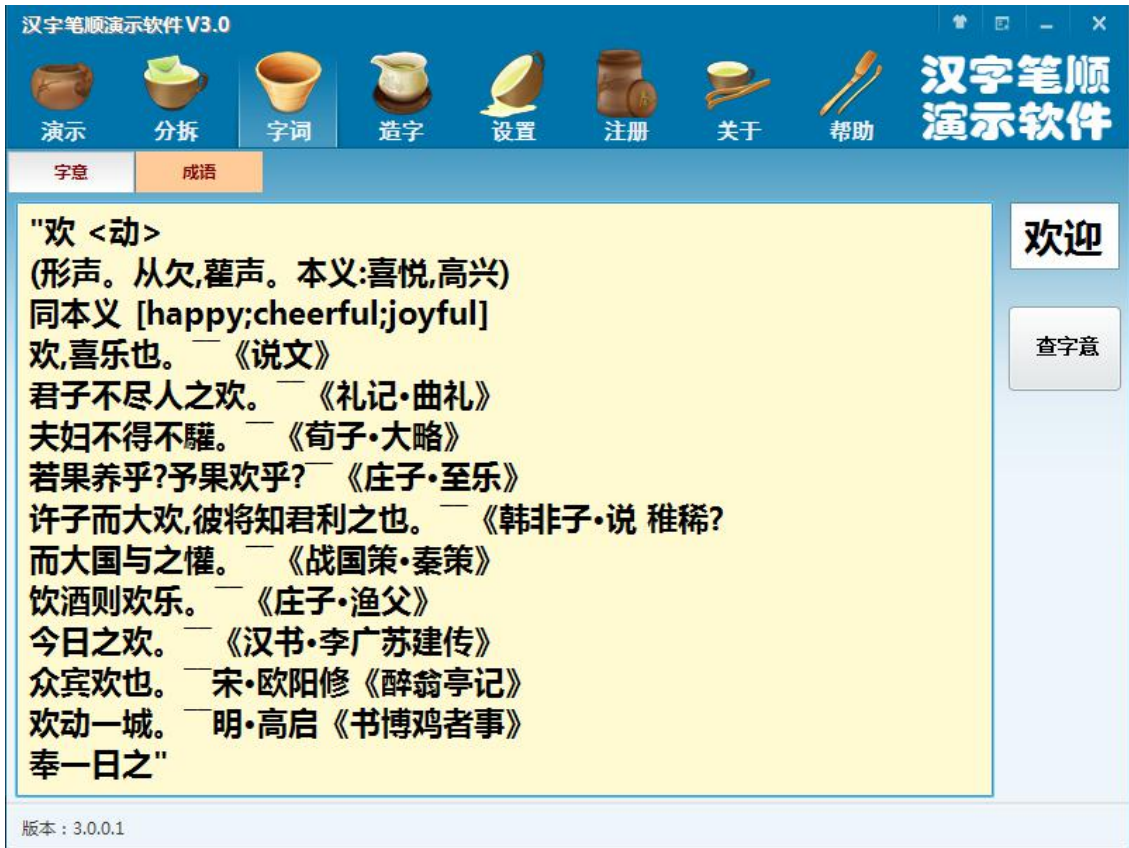 汉字笔顺演示软件V3.0
演示 分拆 字词 造字 设置 注册 关于 帮助
汉字笔顺
演示软件
字意 成语
"欢 <动>
(形声。从欠,雚声。本义:喜悦,高兴)
同本义 [happy;cheerful;joyful]
欢,喜乐也。￣￣《说文》
君子不尽人之欢。￣￣《礼记·曲礼》
夫妇不得不驩。￣￣《荀子·大略》
若果养乎?予果欢乎?￣￣《庄子·至乐》
许子而大欢,彼将知君利之也。￣￣《韩非子·说 稚稀?
而大国与之懽。￣￣《战国策·秦策》
饮酒则欢乐。￣￣《庄子·渔父》
今日之欢。￣￣《汉书·李广苏建传》
众宾欢也。￣￣宋·欧阳修《醉翁亭记》
欢动一城。￣￣明·高启《书博鸡者事》
奉一日之"
欢迎
查字意
版本：3.0.0.1